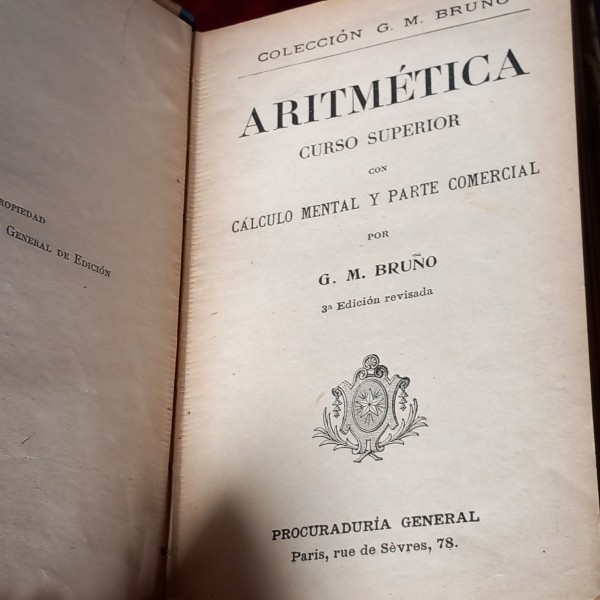 ROPIEDAD
GENERAL DE EDICIÓN
COLECCIÓN G. M. BRUÑO
ARITMÉTICA
CURSO SUPERIOR
CON
CÁLCULO MENTAL Y PARTE COMERCIAL
POR
G. M. BRUÑO
3ª Edición revisada
PROCURADURÍA GENERAL
Paris, rue de Sèvres, 78.